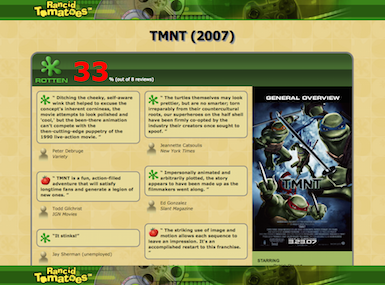 Rancid
Tomatoes
TMNT (2007)
ROTTEN
33
% (out of 8 reviews)
" Ditching the cheeky, self-aware
wink that helped to excuse the
concept's inherent corniness, the
movie attempts to look polished and
'cool,' but the been-there animation
can't compete with the
then-cutting-edge puppetry of the
1990 live-action movie. "
Peter Debruge
Variety
" TMNT is a fun, action-filled
adventure that will satisfy
longtime fans and generate a legion of
new ones. "
Todd Gilchrist
IGN Movies
"It stinks!"
Jay Sherman (unemployed)
" The turtles themselves may look
prettier, but are no smarter; torn
irreparably from their countercultural
roots, our superheroes on the half shell
have been firmly co-opted by the
industry their creators once sought to
spoof. "
Jeannette Catsoulis
New York Times
" Impersonally animated and
arbitrarily plotted, the story
appears to have been made up as the
filmmakers went along. "
Ed Gonzalez
Slant Magazine
" The striking use of image and
motion allows each sequence to
leave an impression. It's an
accomplished restart to this franchise.
"
GENERAL OVERVIEW
TMNT
3.23.07
STARRING
Rancid
Tomatoes